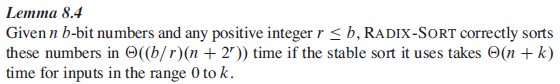 Lemma 8.4
Given n b-bit numbers and any positive integer r ≤ b, RADIX-SORT correctly sorts
these numbers in Θ((b/r)(n + 2^r)) time if the stable sort it uses takes Θ(n + k)
time for inputs in the range 0 to k.